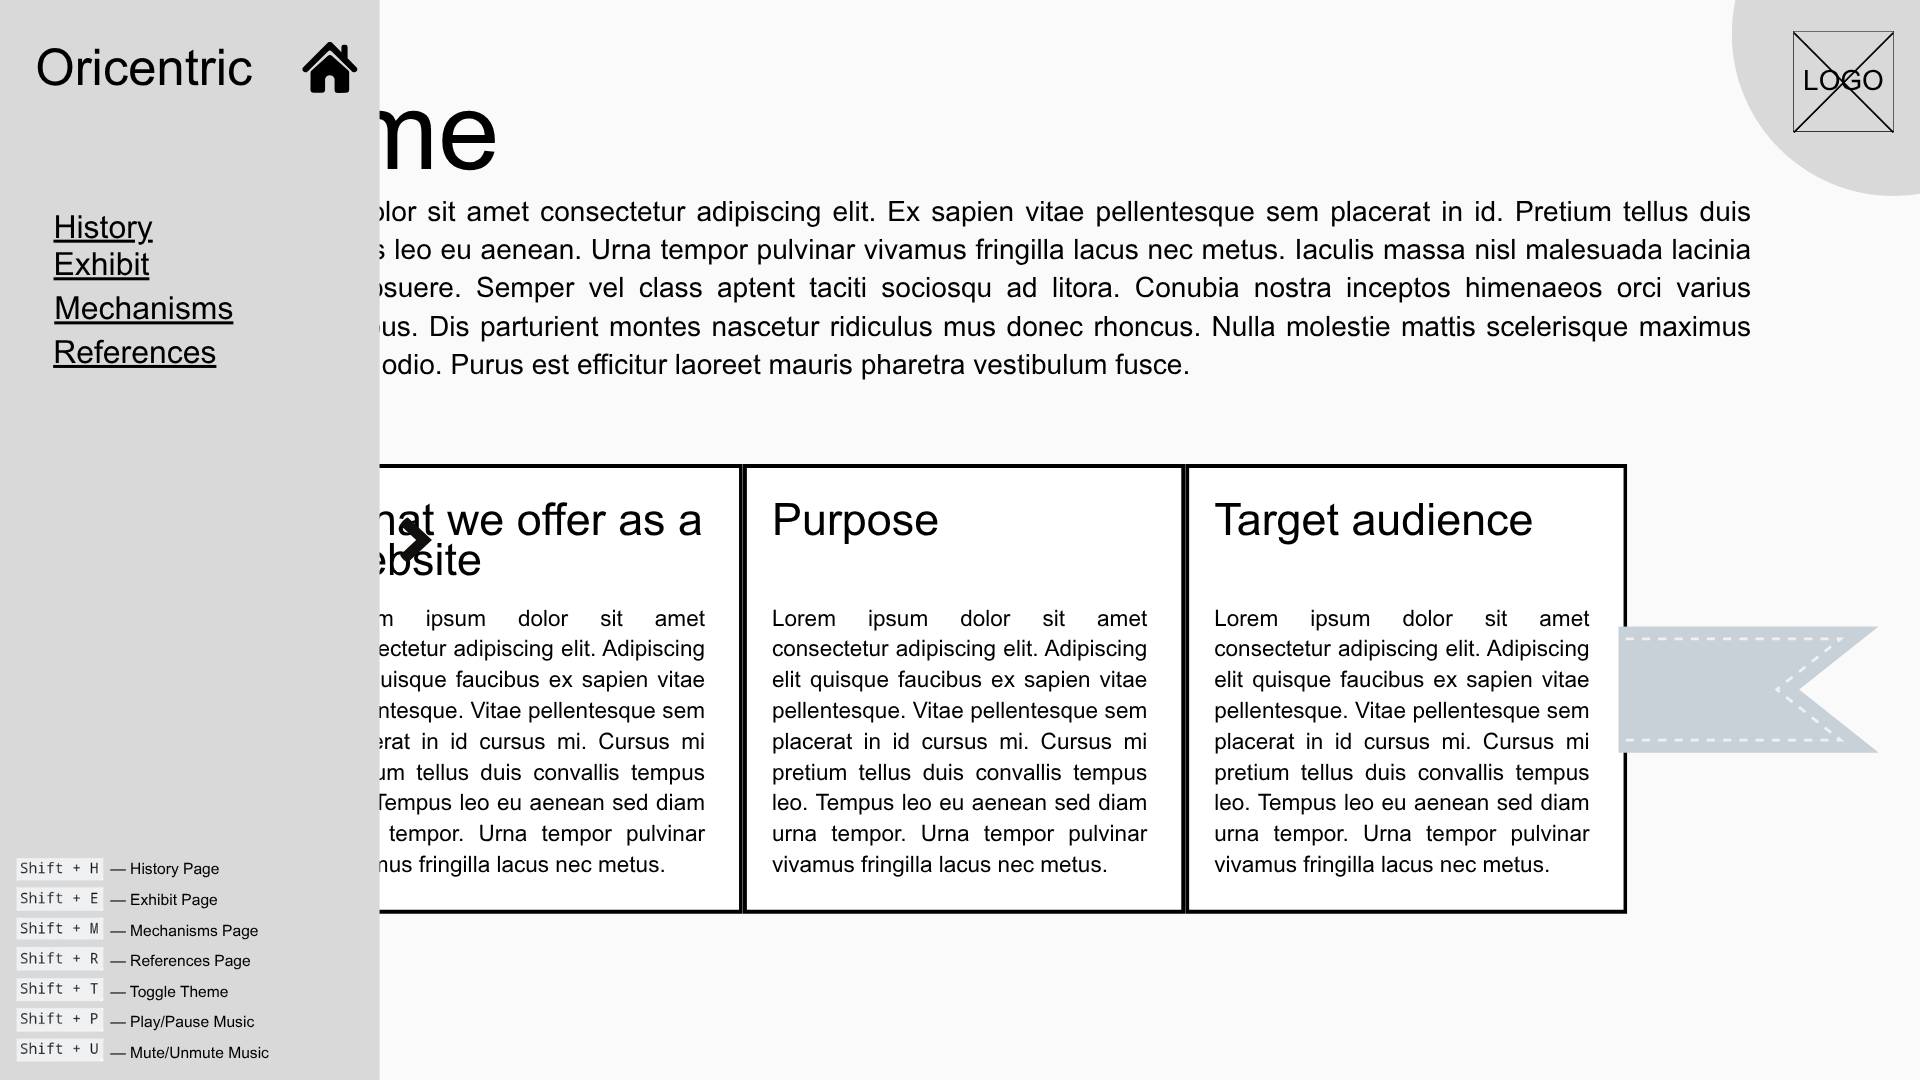 Oricentric
LOGO
me
History
Exhibit
Mechanisms
References
olor sit amet consectetur adipiscing elit. Ex sapien vitae pellentesque sem placerat in id. Pretium tellus duis
s leo eu aenean. Urna tempor pulvinar vivamus fringilla lacus nec metus. Iaculis massa nisl malesuada lacinia
osuere. Semper vel class aptent taciti sociosqu ad litora. Conubia nostra inceptos himenaeos orci varius
us. Dis parturient montes nascetur ridiculus mus donec rhoncus. Nulla molestie mattis scelerisque maximus
odio. Purus est efficitur laoreet mauris pharetra vestibulum fusce.
hat we offer as a
ebsite
m ipsum dolor sit amet
ectetur adipiscing elit. Adipiscing
uisque faucibus ex sapien vitae
ntesque. Vitae pellentesque sem
erat in id cursus mi. Cursus mi
um tellus duis convallis tempus
Tempus leo eu aenean sed diam
tempor. Urna tempor pulvinar
mus fringilla lacus nec metus.
Purpose
Lorem ipsum dolor sit amet
consectetur adipiscing elit. Adipiscing
elit quisque faucibus ex sapien vitae
pellentesque. Vitae pellentesque sem
placerat in id cursus mi. Cursus mi
pretium tellus duis convallis tempus
leo. Tempus leo eu aenean sed diam
urna tempor. Urna tempor pulvinar
vivamus fringilla lacus nec metus.
Target audience
Lorem ipsum dolor sit amet
consectetur adipiscing elit. Adipiscing
elit quisque faucibus ex sapien vitae
pellentesque. Vitae pellentesque sem
placerat in id cursus mi. Cursus mi
pretium tellus duis convallis tempus
leo. Tempus leo eu aenean sed diam
urna tempor. Urna tempor pulvinar
vivamus fringilla lacus nec metus.
Shift + H — History Page
Shift + E — Exhibit Page
Shift + M — Mechanisms Page
Shift + R — References Page
Shift + T — Toggle Theme
Shift + P — Play/Pause Music
Shift + U — Mute/Unmute Music